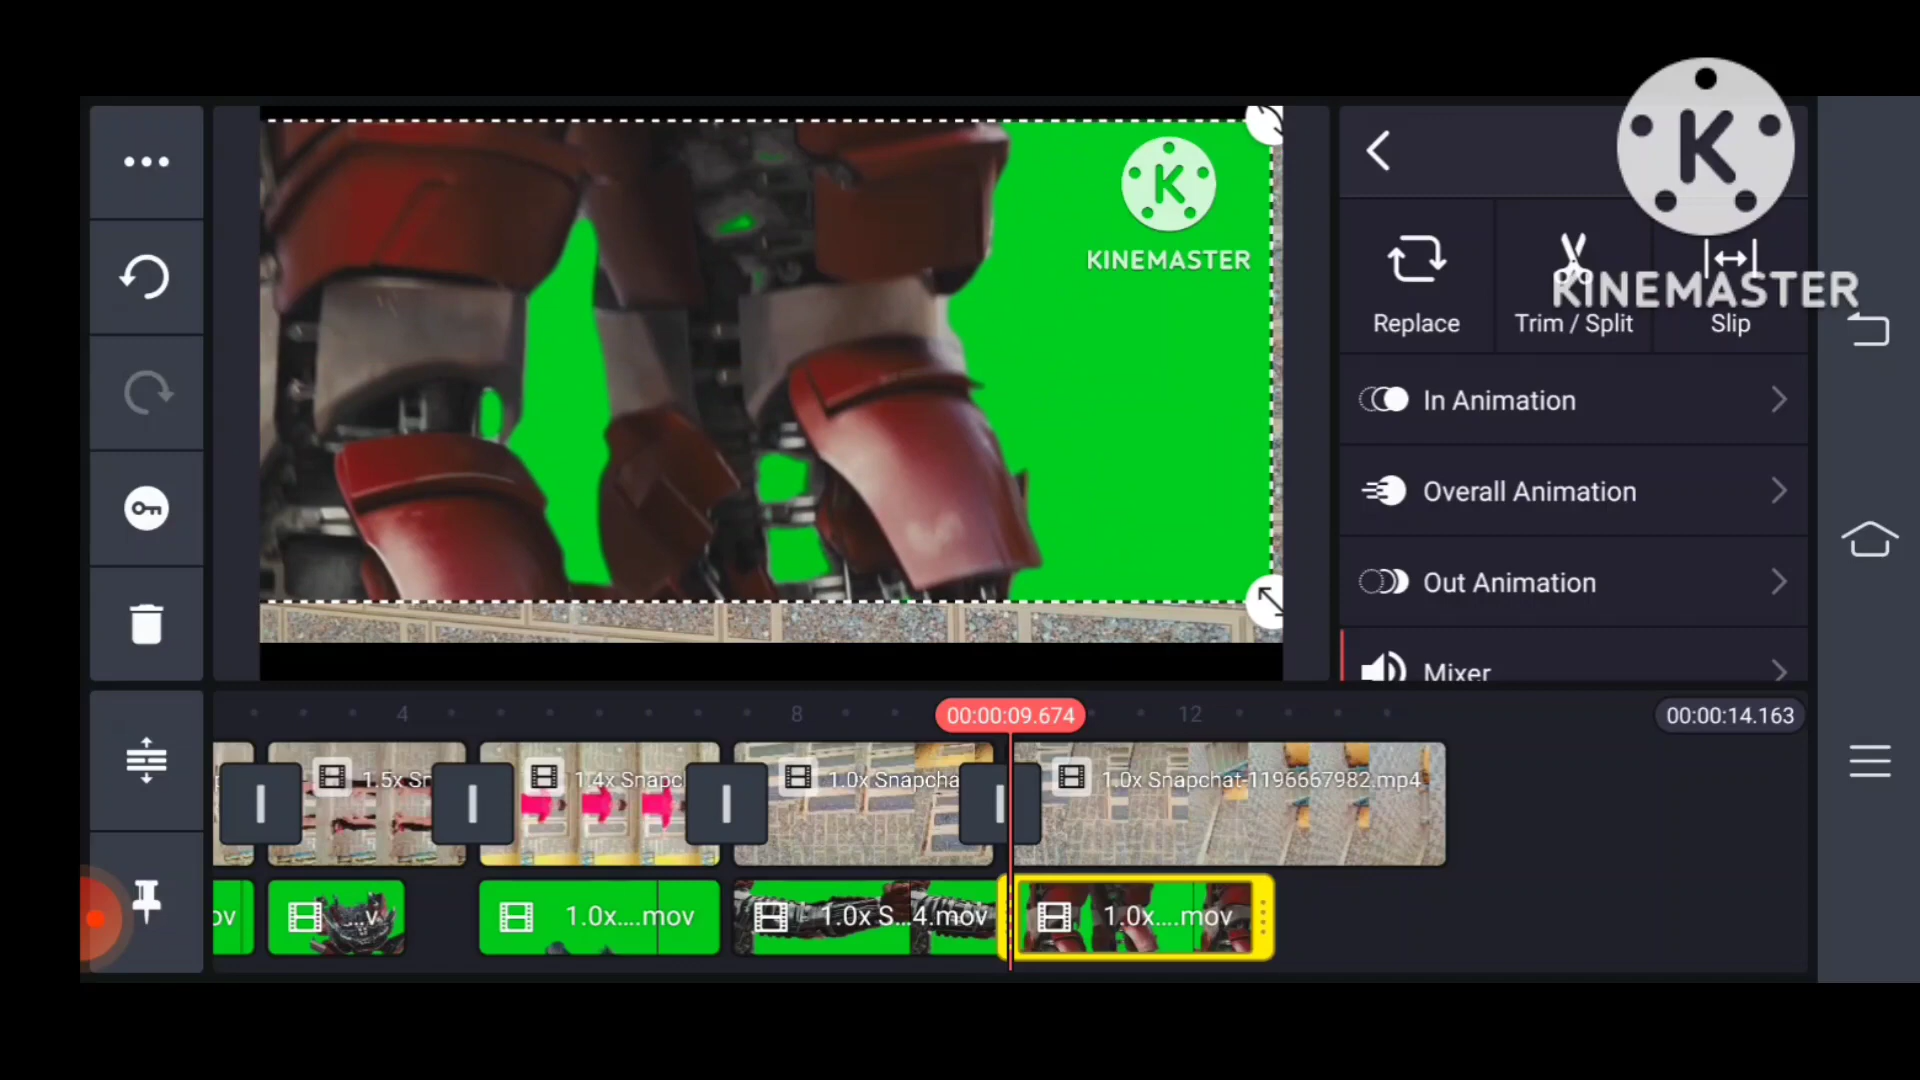 K
KINEMASTER
K
KINEMASTER
Replace
Trim / Split
Slip
In Animation
Overall Animation
Out Animation
Mixer
4
8
00:00:09.674
12
00:00:14.163
1.5x Sn
1.4x Snapc
1.0x Snapcha
1.0x Snapchat-1196667982.mp4
ov
...v
1.0x....mov
1.0x S...4.mov
1.0x....mov